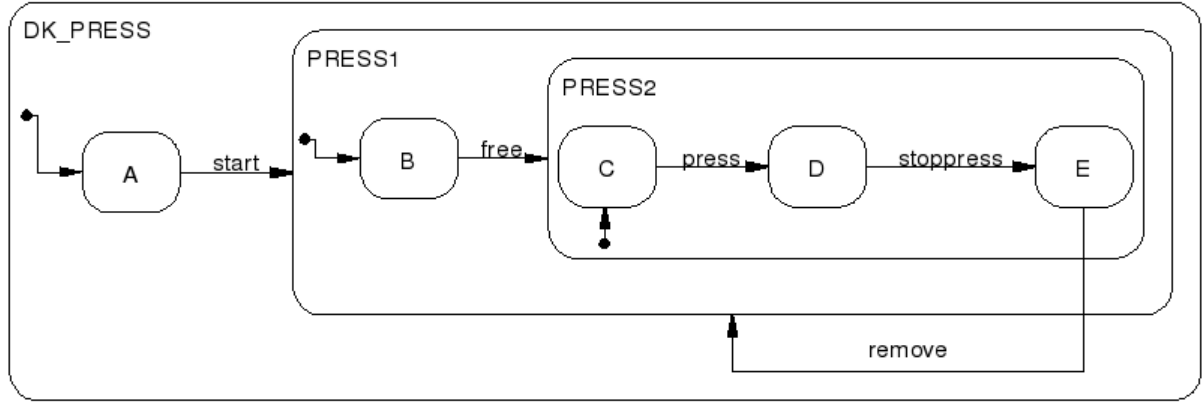 DK_PRESS
PRESS1
PRESS2
A
start
B
free
C
press
D
stoppress
E
remove